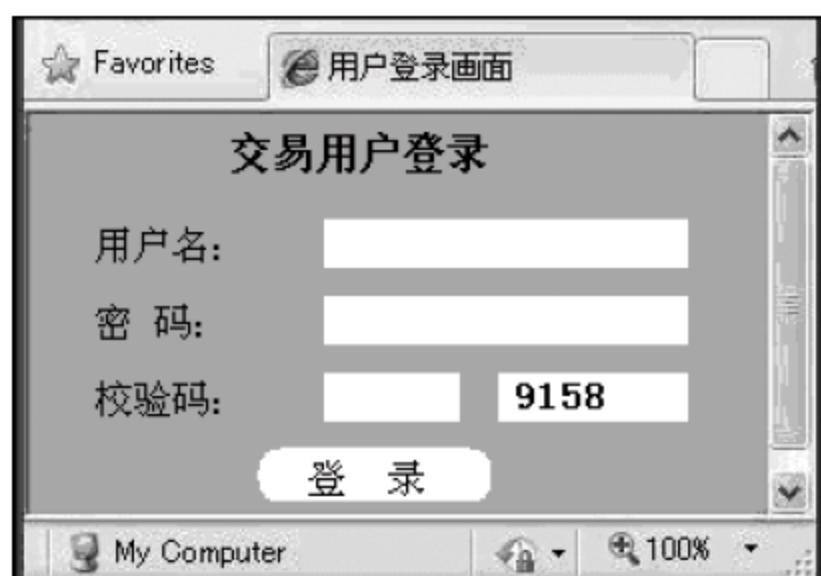 Favorites 用户登录画面
交易用户登录
用户名:
密 码:
校验码: 9158
登 录
My Computer 100%